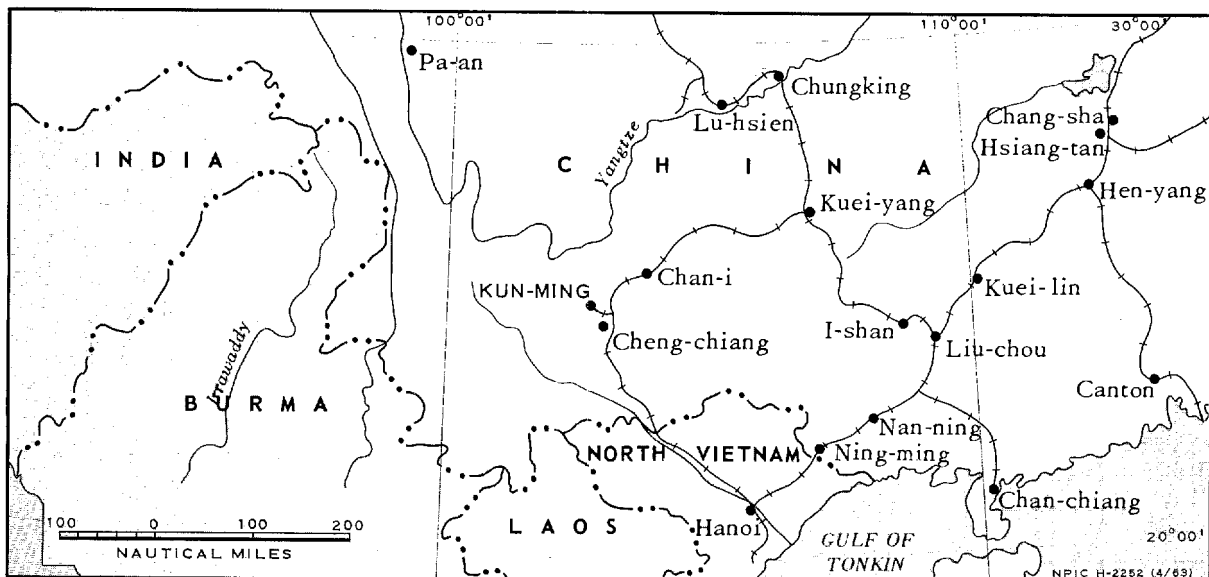 100°00'
110°00'
30°00'
Pa-an
Chungking
Lu-hsien
Chang-sha
Hsiang-tan
INDIA
Yangtze
CHINA
Hen-yang
Kuei-yang
Chan-i
Kuei-lin
KUN-MING
Cheng-chiang
I-shan
Liu-chou
Irrawaddy
Canton
BURMA
Nan-ning
NORTH VIETNAM
Ning-ming
Chan-chiang
Hanoi
LAOS
100 0 100 200
NAUTICAL MILES
GULF OF
TONKIN
20°00'
NPIC H-2252 (4/63)